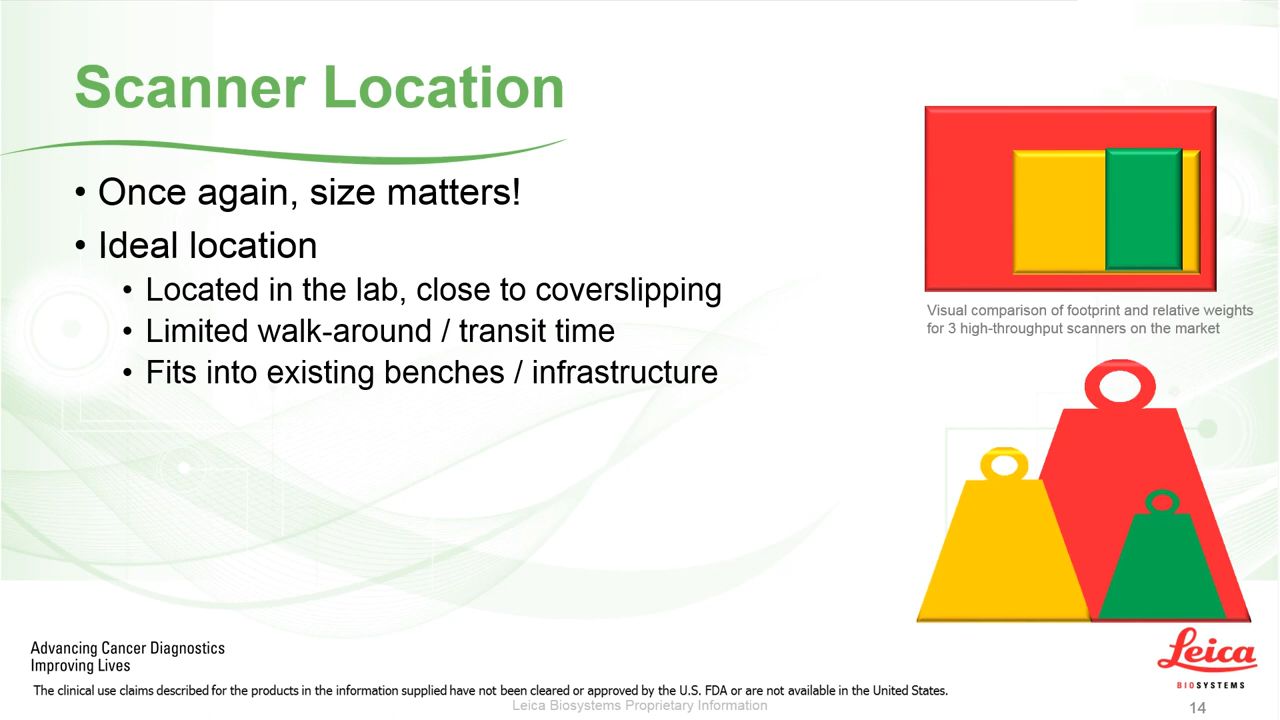 Scanner Location
• Once again, size matters!
• Ideal location
• Located in the lab, close to coverslipping
• Limited walk-around / transit time
• Fits into existing benches / infrastructure
Visual comparison of footprint and relative weights
for 3 high-throughput scanners on the market
Advancing Cancer Diagnostics
Improving Lives
Leica
BIOSYSTEMS
The clinical use claims described for the products in the information supplied have not been cleared or approved by the U.S. FDA or are not available in the United States.
Leica Biosystems Proprietary Information
14